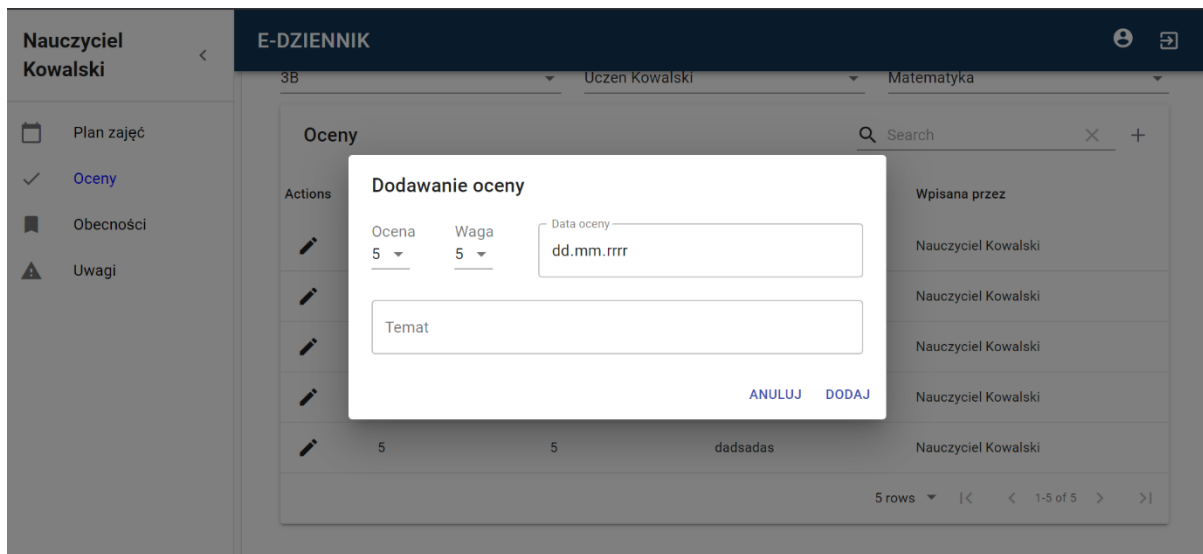 Nauczyciel
Kowalski
E-DZIENNIK
3B Uczen Kowalski Matematyka
Plan zajęć
Oceny
Obecności
Uwagi
Oceny Search
Actions Wpisana przez
Nauczyciel Kowalski
Nauczyciel Kowalski
Nauczyciel Kowalski
Nauczyciel Kowalski
5 5 dadsadas Nauczyciel Kowalski
5 rows 1-5 of 5
Dodawanie oceny
Ocena Waga Data oceny
5 5 dd.mm.rrrr
Temat
ANULUJ DODAJ